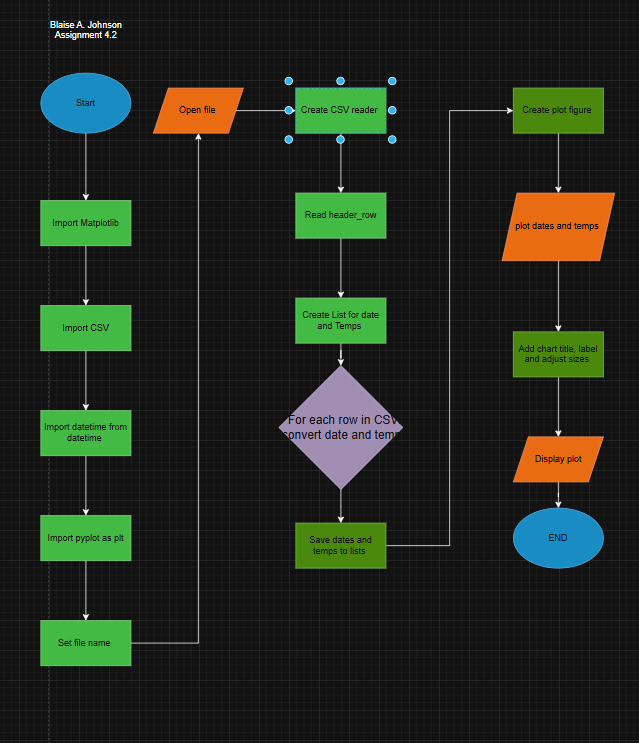 Blaise A. Johnson
Assignment 4.2
Start
Import Matplotlib
Import CSV
Import datetime from
datetime
Import pyplot as plt
Set file name
Open file
Create CSV reader
Read header_row
Create List for date
and Temps
For each row in CSV
convert date and temp
Save dates and
temps to lists
Create plot figure
plot dates and temps
Add chart title, label
and adjust sizes
Display plot
END